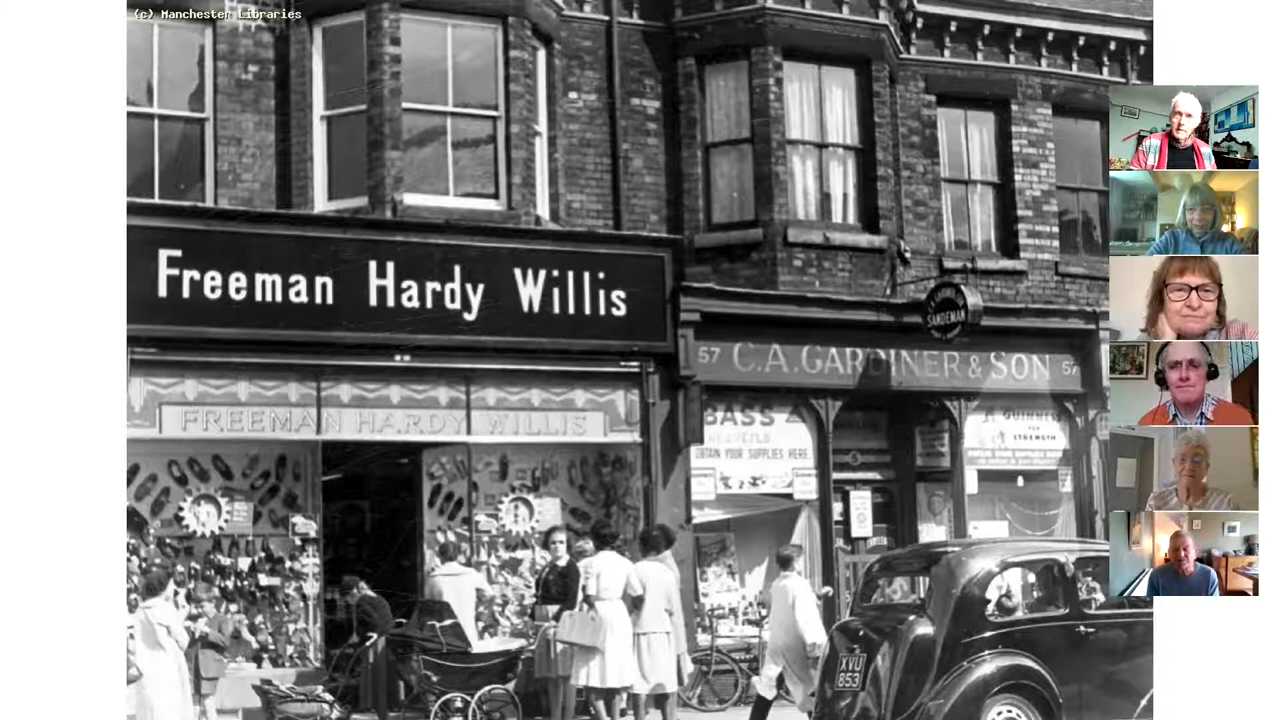 (c) Manchester Libraries
Freeman Hardy Willis
SANDEMAN
57 C.A. GARDINER & SON 57
FREEMAN HARDY WILLIS
BASS
OBTAIN YOUR SUPPLIES HERE.
GUINNESS
FOR
STRENGTH
XVU
853